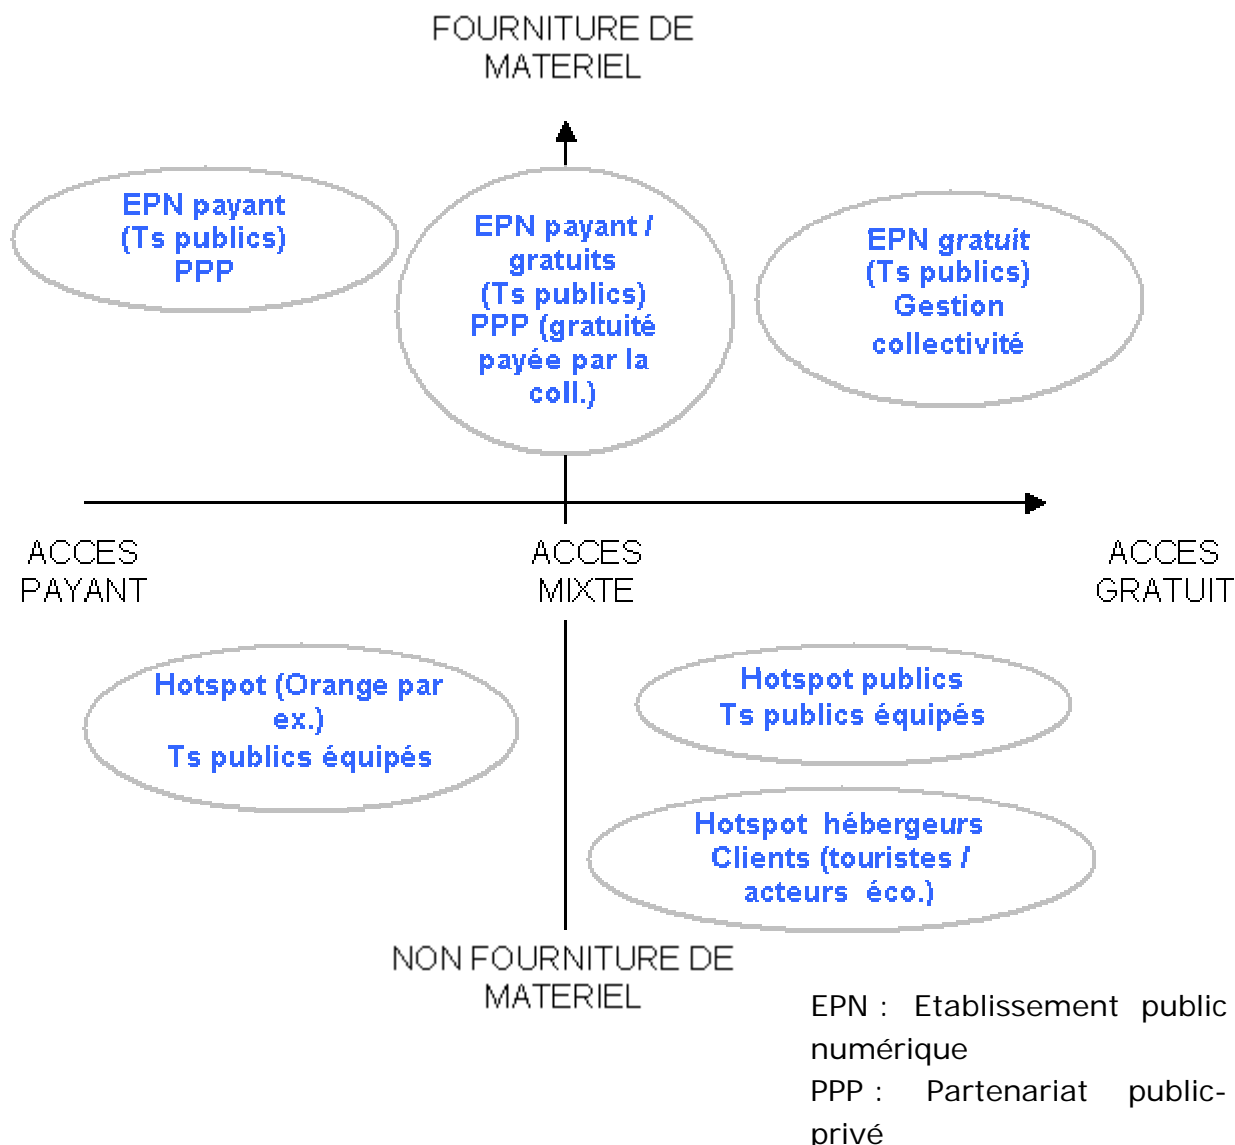 FOURNITURE DE
MATERIEL
EPN payant
(Ts publics)
PPP
EPN payant /
gratuits
(Ts publics)
PPP (gratuité
payée par la
coll.)
EPN gratuit
(Ts publics)
Gestion
collectivité
ACCES
PAYANT
ACCES
MIXTE
ACCES
GRATUIT
Hotspot (Orange par
ex.)
Ts publics équipés
Hotspot publics
Ts publics équipés
Hotspot hébergeurs
Clients (touristes /
acteurs éco.)
NON FOURNITURE DE
MATERIEL
EPN : Etablissement public
numérique
PPP : Partenariat public-
privé